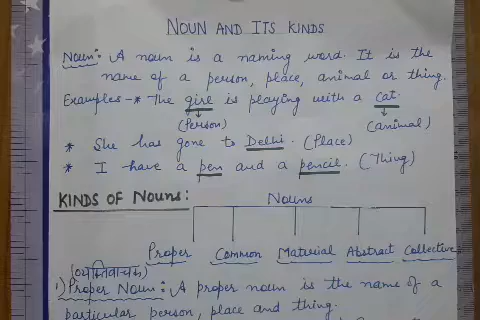 NOUN AND ITS KINDS
Noun: A noun is a naming word. It is the
name of a person, place, animal or thing.
Examples -* The girl is playing with a cat.
(Person) (animal)
* She has gone to Delhi. (Place)
* I have a pen and a pencil. (Thing)
KINDS OF NOUNS: Nouns
Proper Common Material Abstract Collective
(व्यक्तिवाचक)
1) Proper Noun: A proper noun is the name of a
particular person, place and thing.